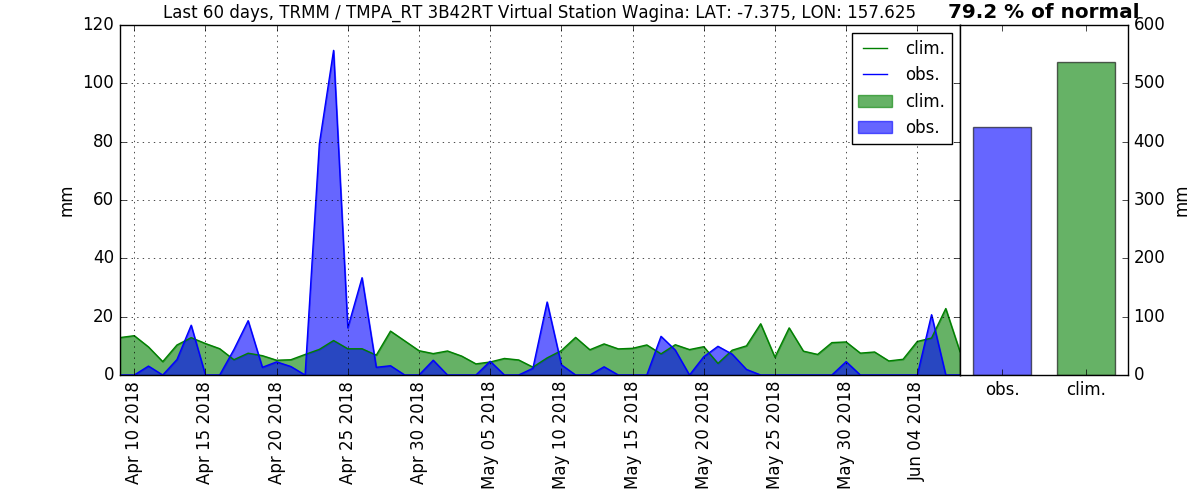 Last 60 days, TRMM / TMPA_RT 3B42RT Virtual Station Wagina: LAT: -7.375, LON: 157.625
79.2 % of normal
120
100
80
60
40
20
0
mm
clim.
obs.
clim.
obs.
600
500
400
300
200
100
0
mm
Apr 10 2018
Apr 15 2018
Apr 20 2018
Apr 25 2018
Apr 30 2018
May 05 2018
May 10 2018
May 15 2018
May 20 2018
May 25 2018
May 30 2018
Jun 04 2018
obs.
clim.